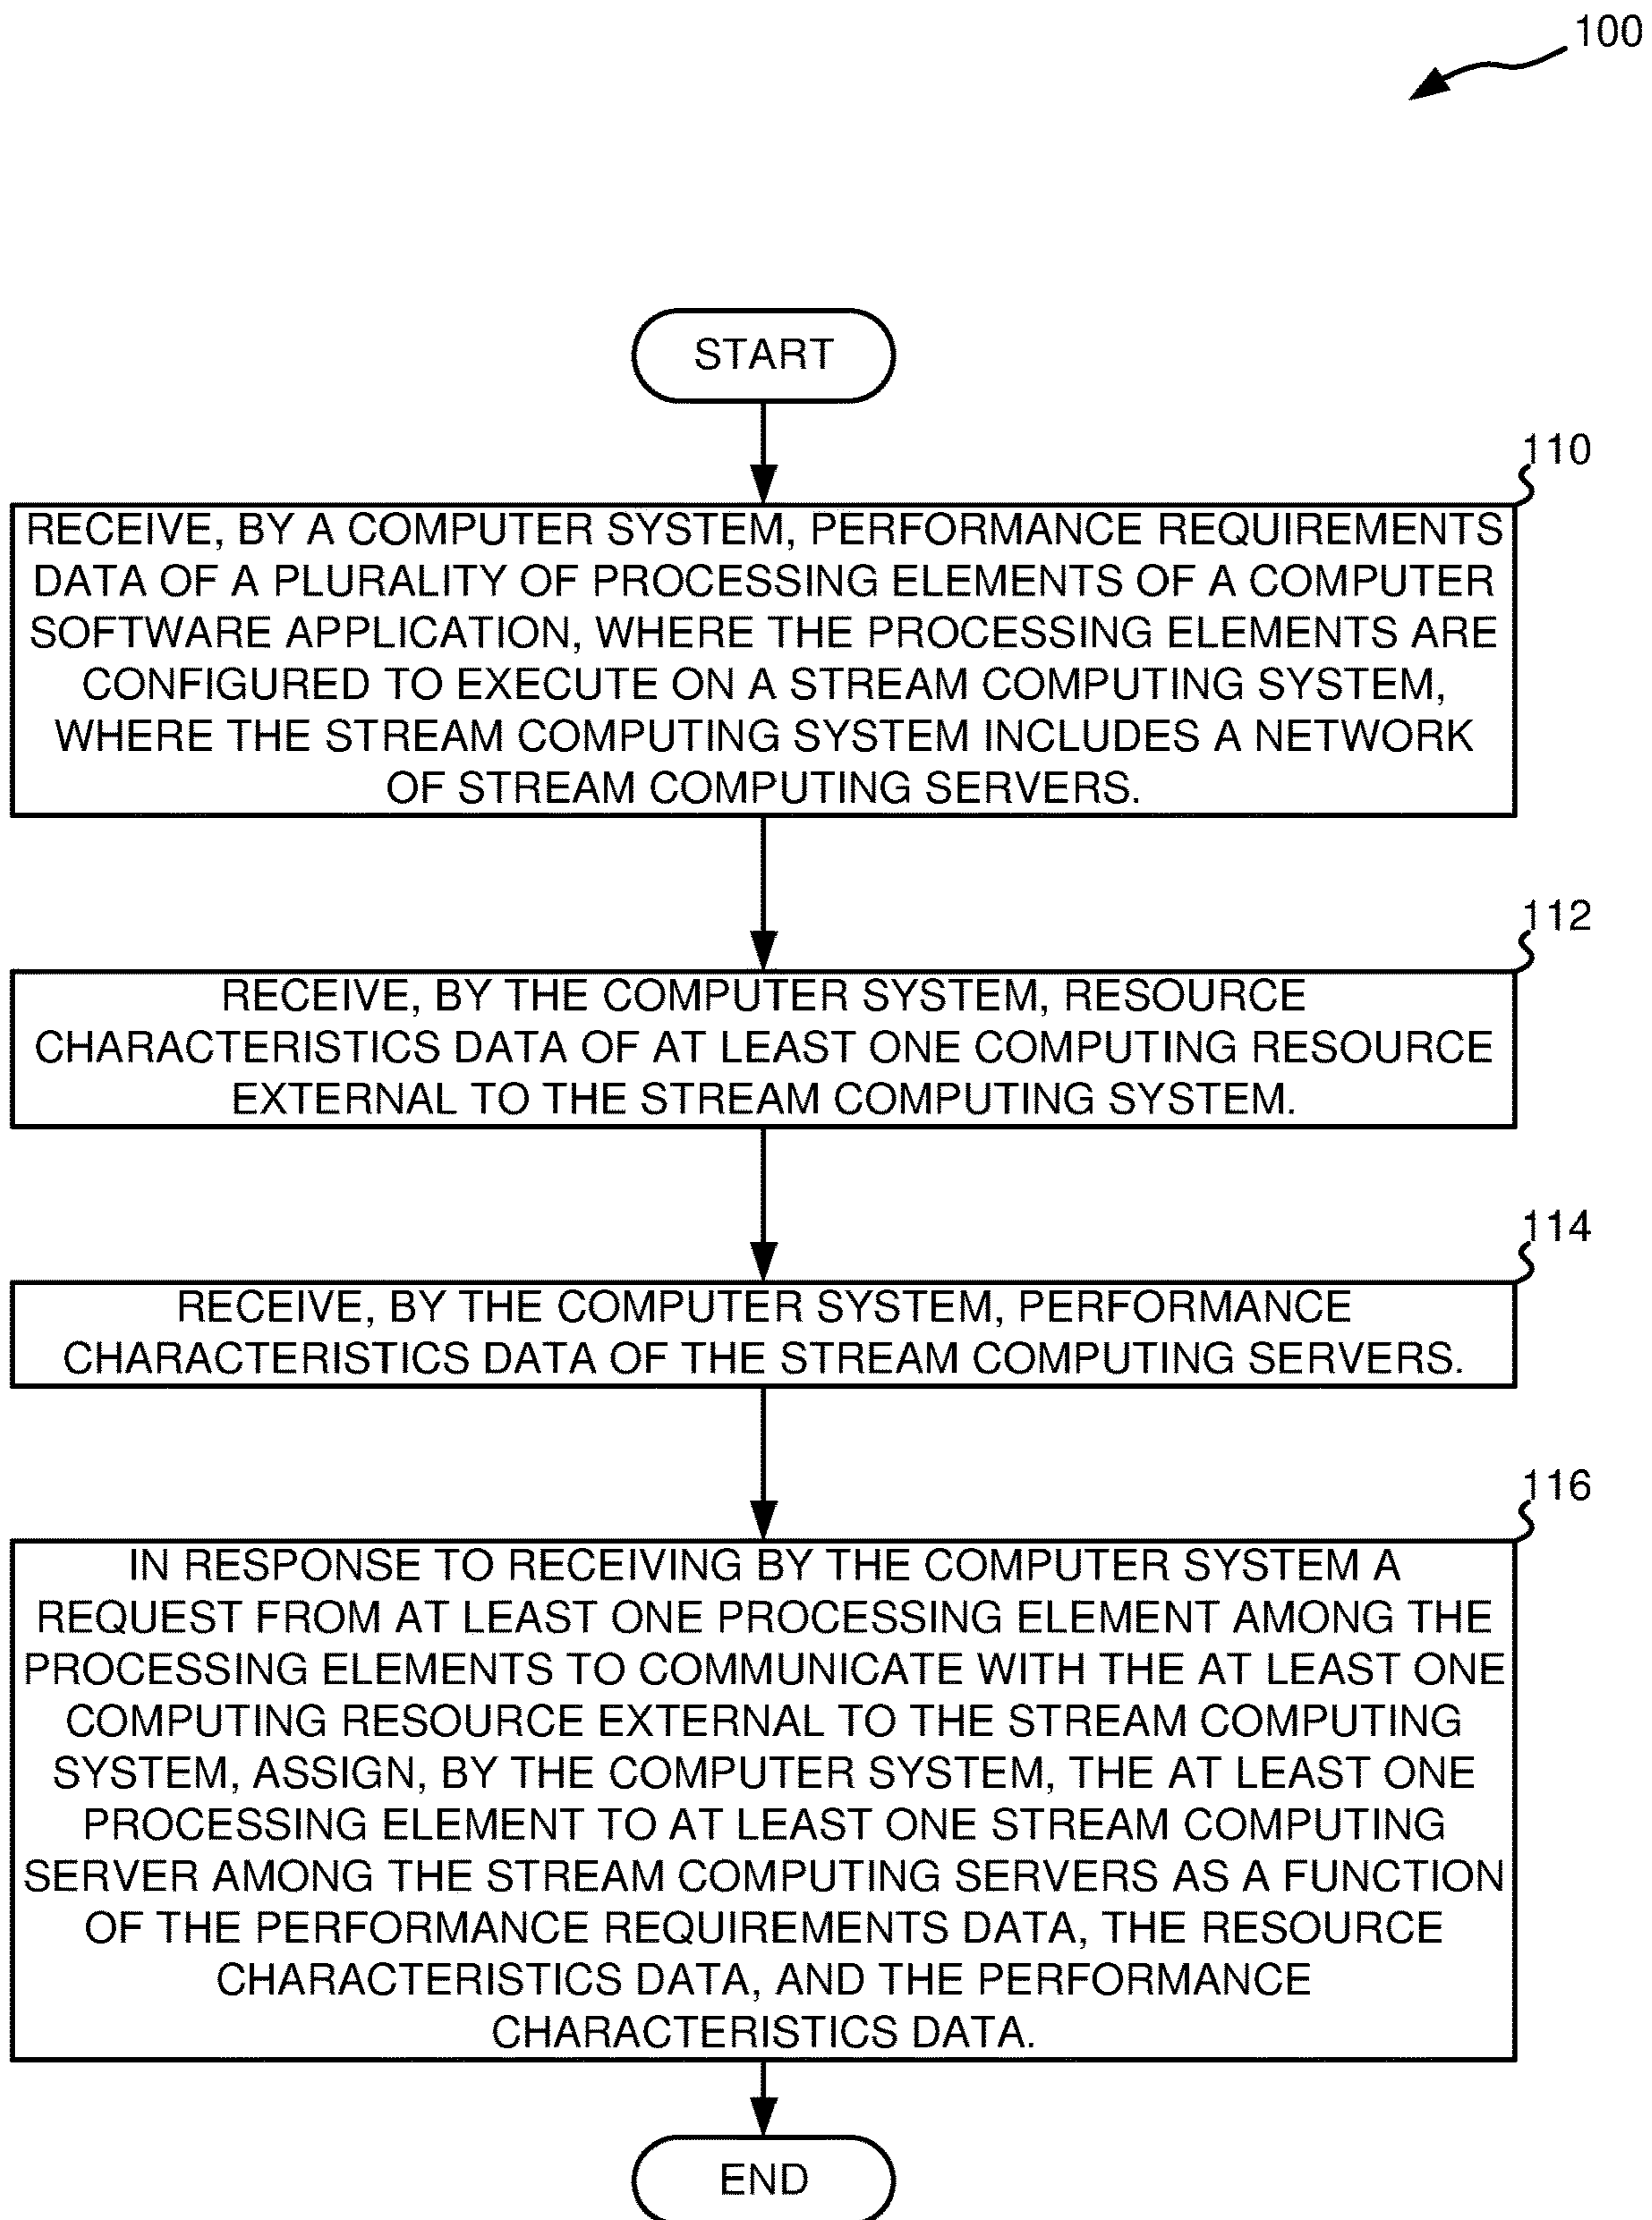 100
START
110
RECEIVE, BY A COMPUTER SYSTEM, PERFORMANCE REQUIREMENTS
DATA OF A PLURALITY OF PROCESSING ELEMENTS OF A COMPUTER
SOFTWARE APPLICATION, WHERE THE PROCESSING ELEMENTS ARE
CONFIGURED TO EXECUTE ON A STREAM COMPUTING SYSTEM,
WHERE THE STREAM COMPUTING SYSTEM INCLUDES A NETWORK
OF STREAM COMPUTING SERVERS.
112
RECEIVE, BY THE COMPUTER SYSTEM, RESOURCE
CHARACTERISTICS DATA OF AT LEAST ONE COMPUTING RESOURCE
EXTERNAL TO THE STREAM COMPUTING SYSTEM.
114
RECEIVE, BY THE COMPUTER SYSTEM, PERFORMANCE
CHARACTERISTICS DATA OF THE STREAM COMPUTING SERVERS.
116
IN RESPONSE TO RECEIVING BY THE COMPUTER SYSTEM A
REQUEST FROM AT LEAST ONE PROCESSING ELEMENT AMONG THE
PROCESSING ELEMENTS TO COMMUNICATE WITH THE AT LEAST ONE
COMPUTING RESOURCE EXTERNAL TO THE STREAM COMPUTING
SYSTEM, ASSIGN, BY THE COMPUTER SYSTEM, THE AT LEAST ONE
PROCESSING ELEMENT TO AT LEAST ONE STREAM COMPUTING
SERVER AMONG THE STREAM COMPUTING SERVERS AS A FUNCTION
OF THE PERFORMANCE REQUIREMENTS DATA, THE RESOURCE
CHARACTERISTICS DATA, AND THE PERFORMANCE
CHARACTERISTICS DATA.
END